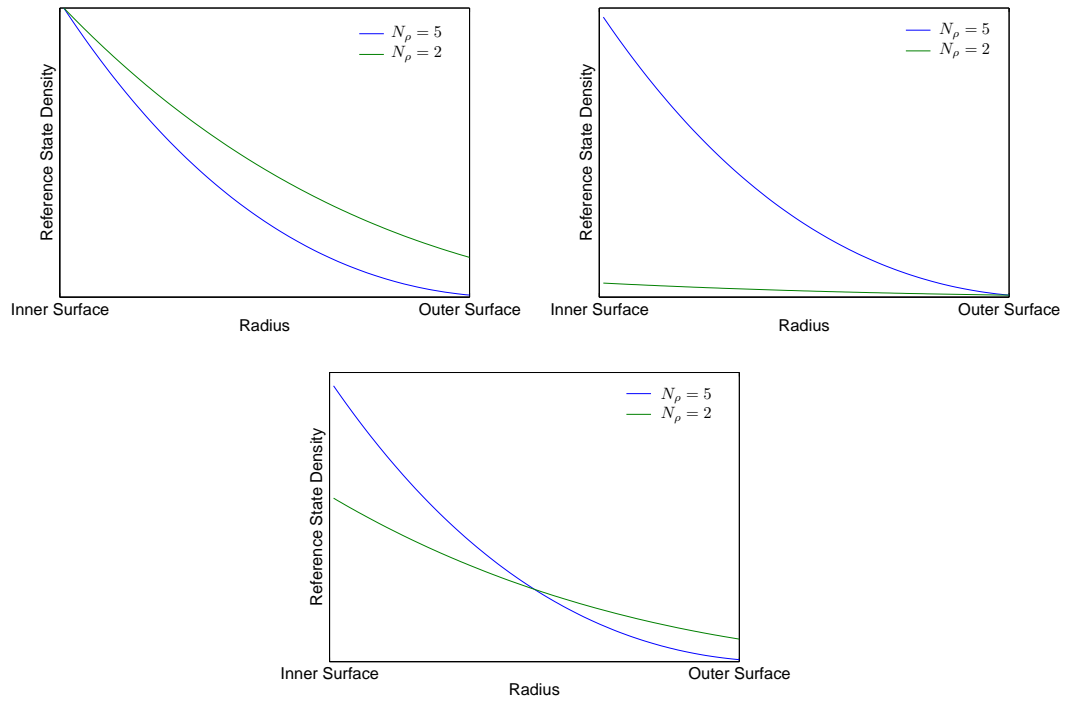 Reference State Density
N_ρ = 5
N_ρ = 2
Inner Surface
Outer Surface
Radius
Reference State Density
N_ρ = 5
N_ρ = 2
Inner Surface
Outer Surface
Radius
Reference State Density
N_ρ = 5
N_ρ = 2
Inner Surface
Outer Surface
Radius